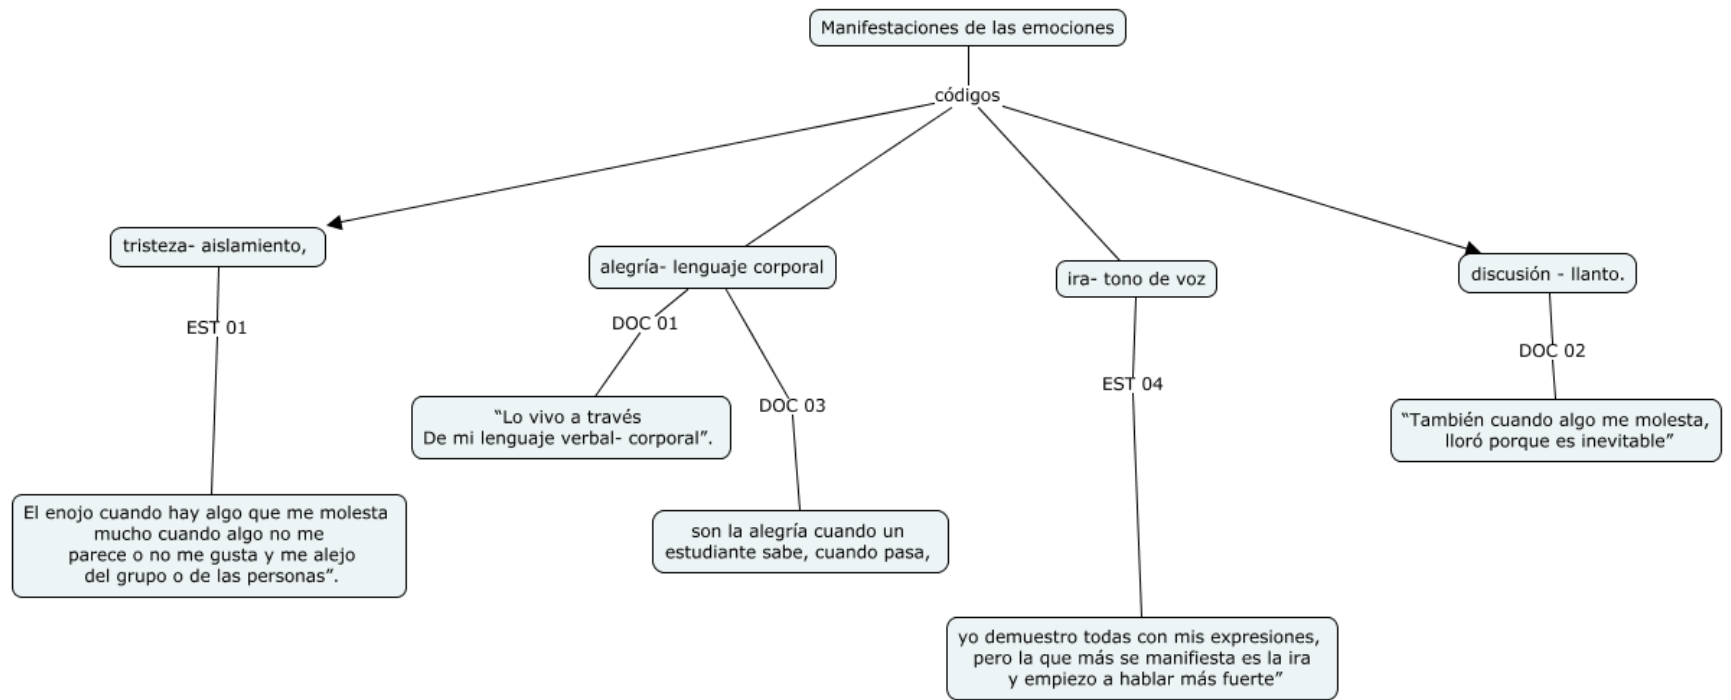 Manifestaciones de las emociones
códigos
tristeza- aislamiento,
alegría- lenguaje corporal
ira- tono de voz
discusión - llanto.
EST 01
DOC 01
DOC 03
EST 04
DOC 02
“Lo vivo a través
De mi lenguaje verbal- corporal”.
“También cuando algo me molesta,
lloró porque es inevitable”
El enojo cuando hay algo que me molesta
mucho cuando algo no me
parece o no me gusta y me alejo
del grupo o de las personas”.
son la alegría cuando un
estudiante sabe, cuando pasa,
yo demuestro todas con mis expresiones,
pero la que más se manifiesta es la ira
y empiezo a hablar más fuerte”